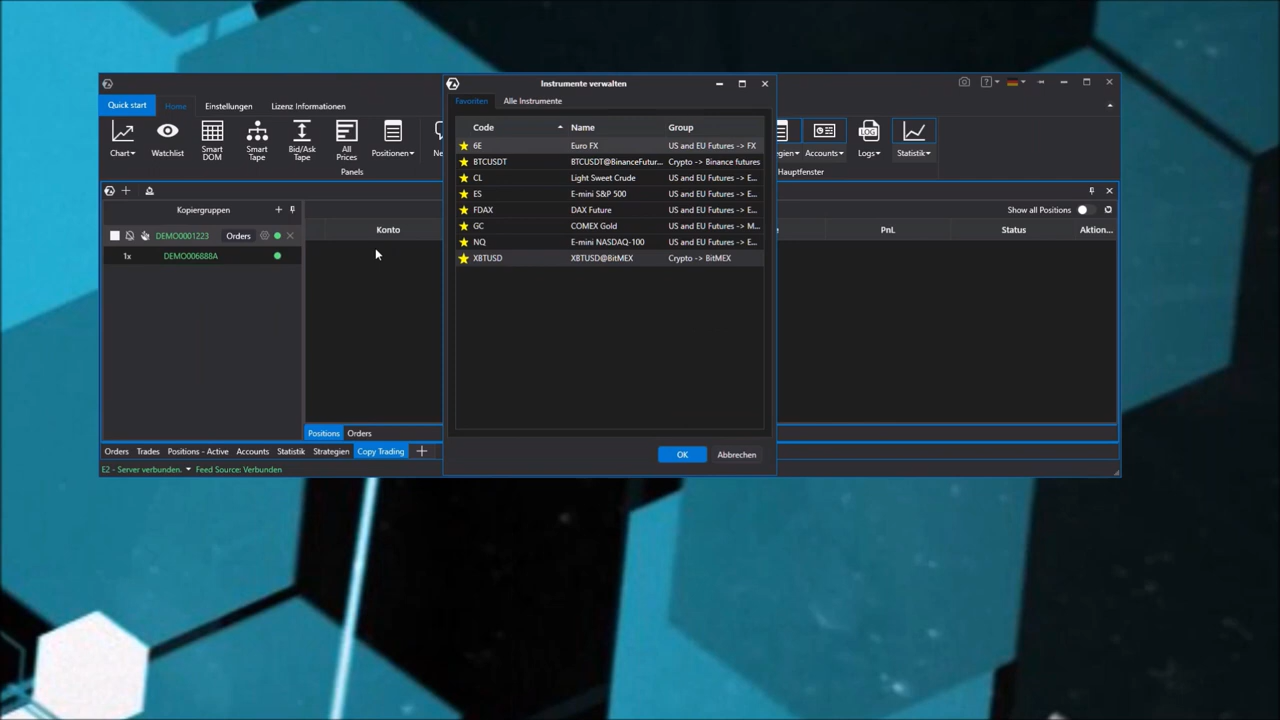 Instrumente verwalten
Quick start Home Einstellungen Lizenz Informationen
Favoriten Alle Instrumente
Chart Watchlist Smart DOM Smart Tape Bid/Ask Tape All Prices Positionen
Accounts Logs Statistik
Panels Hauptfenster
Kopiergruppen
Show all Positions
Konto PnL Status Aktion...
DEMO0001223 Orders
1x DEMO006888A
Code Name Group
6E Euro FX US and EU Futures -> FX
BTCUSDT BTCUSDT@BinanceFutur... Crypto -> Binance futures
CL Light Sweet Crude US and EU Futures -> E...
ES E-mini S&P 500 US and EU Futures -> E...
FDAX DAX Future US and EU Futures -> E...
GC COMEX Gold US and EU Futures -> M...
NQ E-mini NASDAQ-100 US and EU Futures -> E...
XBTUSD XBTUSD@BitMEX Crypto -> BitMEX
OK Abbrechen
Positions Orders
Orders Trades Positions - Active Accounts Statistik Strategien Copy Trading
E2 - Server verbunden. Feed Source: Verbunden